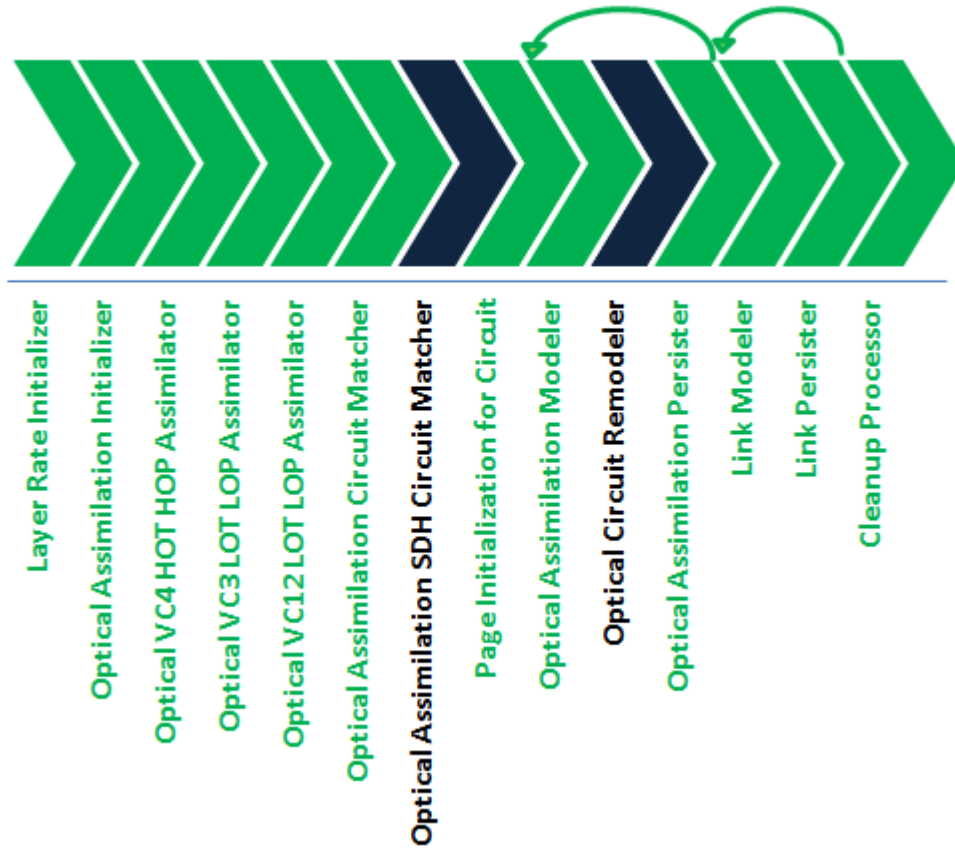 Layer Rate Initializer
Optical Assimilation Initializer
Optical VC4 HOT HOP Assimilator
Optical VC3 LOT LOP Assimilator
Optical VC12 LOT LOP Assimilator
Optical Assimilation Circuit Matcher
Optical Assimilation SDH Circuit Matcher
Page Initialization for Circuit
Optical Assimilation Modeler
Optical Circuit Remodeler
Optical Assimilation Persister
Link Modeler
Link Persister
Cleanup Processor